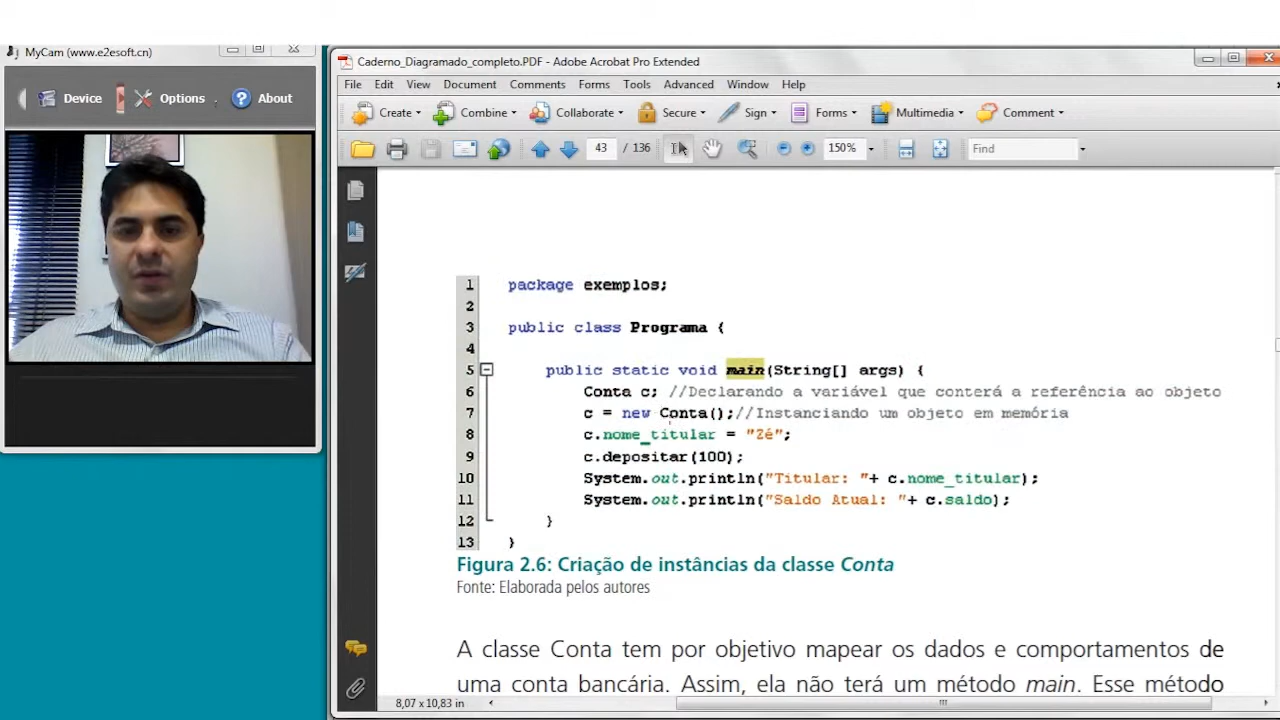 MyCam (www.e2esoft.cn)
Device
Options
About
Caderno_Diagramado_completo.PDF - Adobe Acrobat Pro Extended
File Edit View Document Comments Forms Tools Advanced Window Help
Create Combine Collaborate Secure Sign Forms Multimedia Comment
43 / 136 150% Find
1 package exemplos;
2
3 public class Programa {
4
5 public static void main(String[] args) {
6 Conta c; //Declarando a variável que conterá a referência ao objeto
7 c = new Conta();//Instanciando um objeto em memória
8 c.nome_titular = "Zé";
9 c.depositar(100);
10 System.out.println("Titular: "+ c.nome_titular);
11 System.out.println("Saldo Atual: "+ c.saldo);
12 }
13 }
Figura 2.6: Criação de instâncias da classe Conta
Fonte: Elaborada pelos autores
A classe Conta tem por objetivo mapear os dados e comportamentos de
uma conta bancária. Assim, ela não terá um método main. Esse método
8,07 x 10,83 in